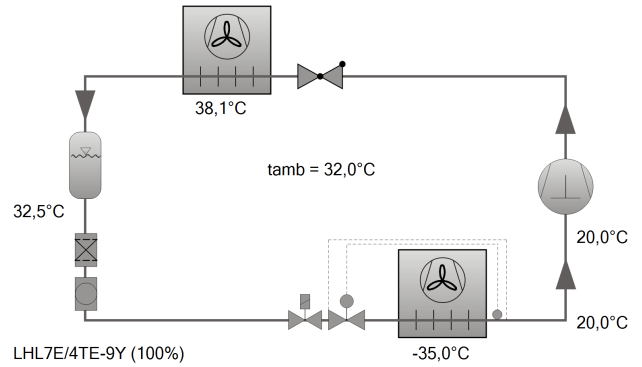 38,1°C
tamb = 32,0°C
32,5°C
20,0°C
20,0°C
LHL7E/4TE-9Y (100%)
-35,0°C